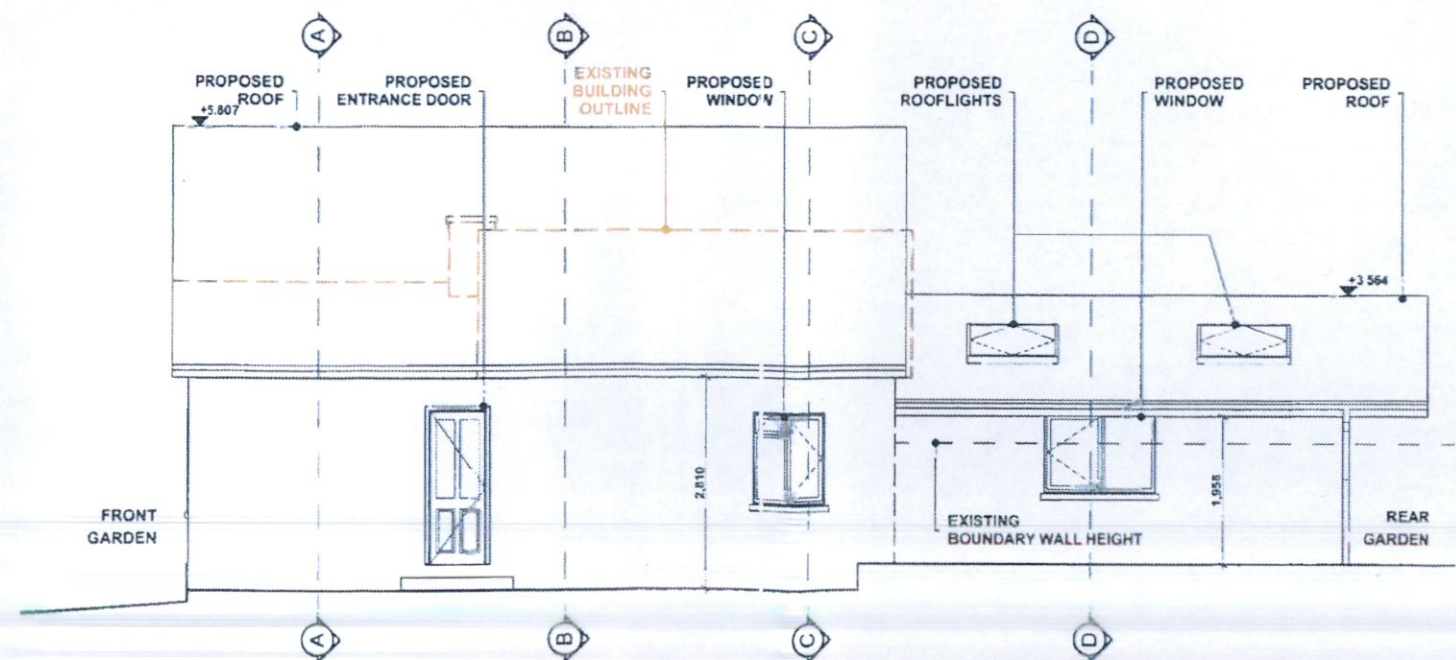 A
B
C
D
PROPOSED
ROOF
+5.807
PROPOSED
ENTRANCE DOOR
EXISTING
BUILDING
OUTLINE
PROPOSED
WINDOW
PROPOSED
ROOFLIGHTS
PROPOSED
WINDOW
PROPOSED
ROOF
+3 564
2,810
1,958
FRONT
GARDEN
EXISTING
BOUNDARY WALL HEIGHT
REAR
GARDEN
A
B
C
D